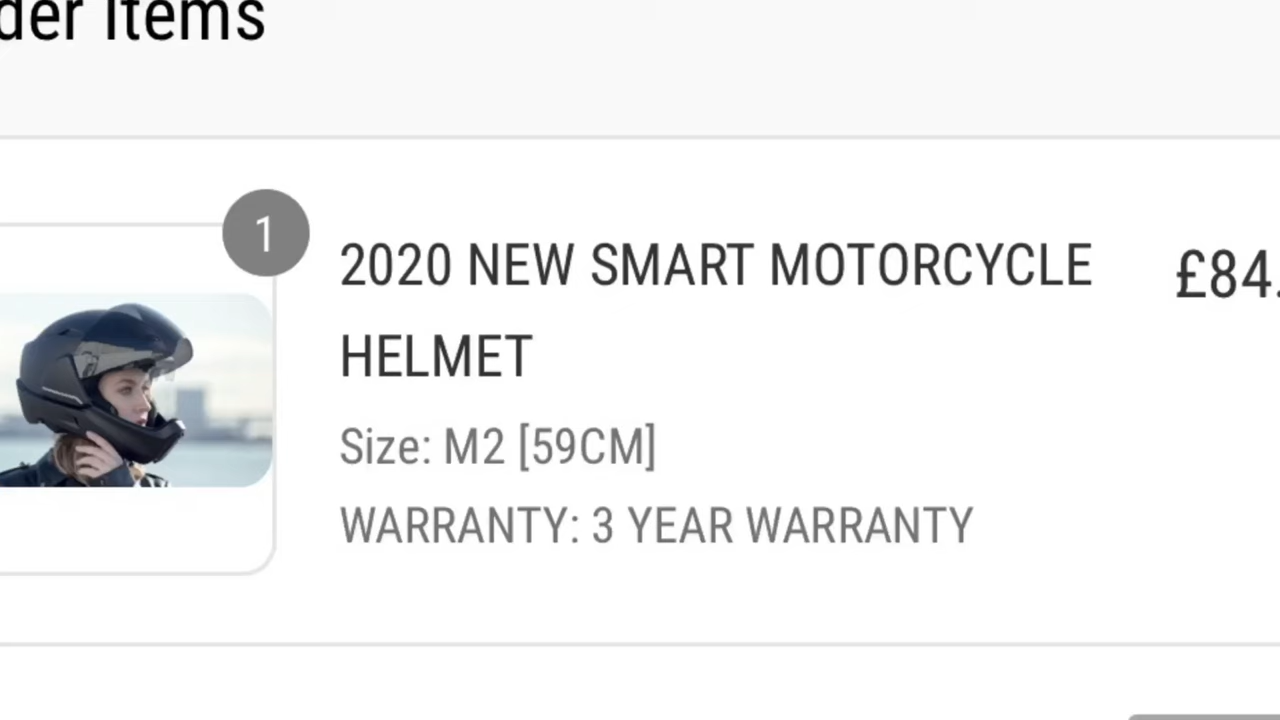 der Items
1
2020 NEW SMART MOTORCYCLE
£84.
HELMET
Size: M2 [59CM]
WARRANTY: 3 YEAR WARRANTY